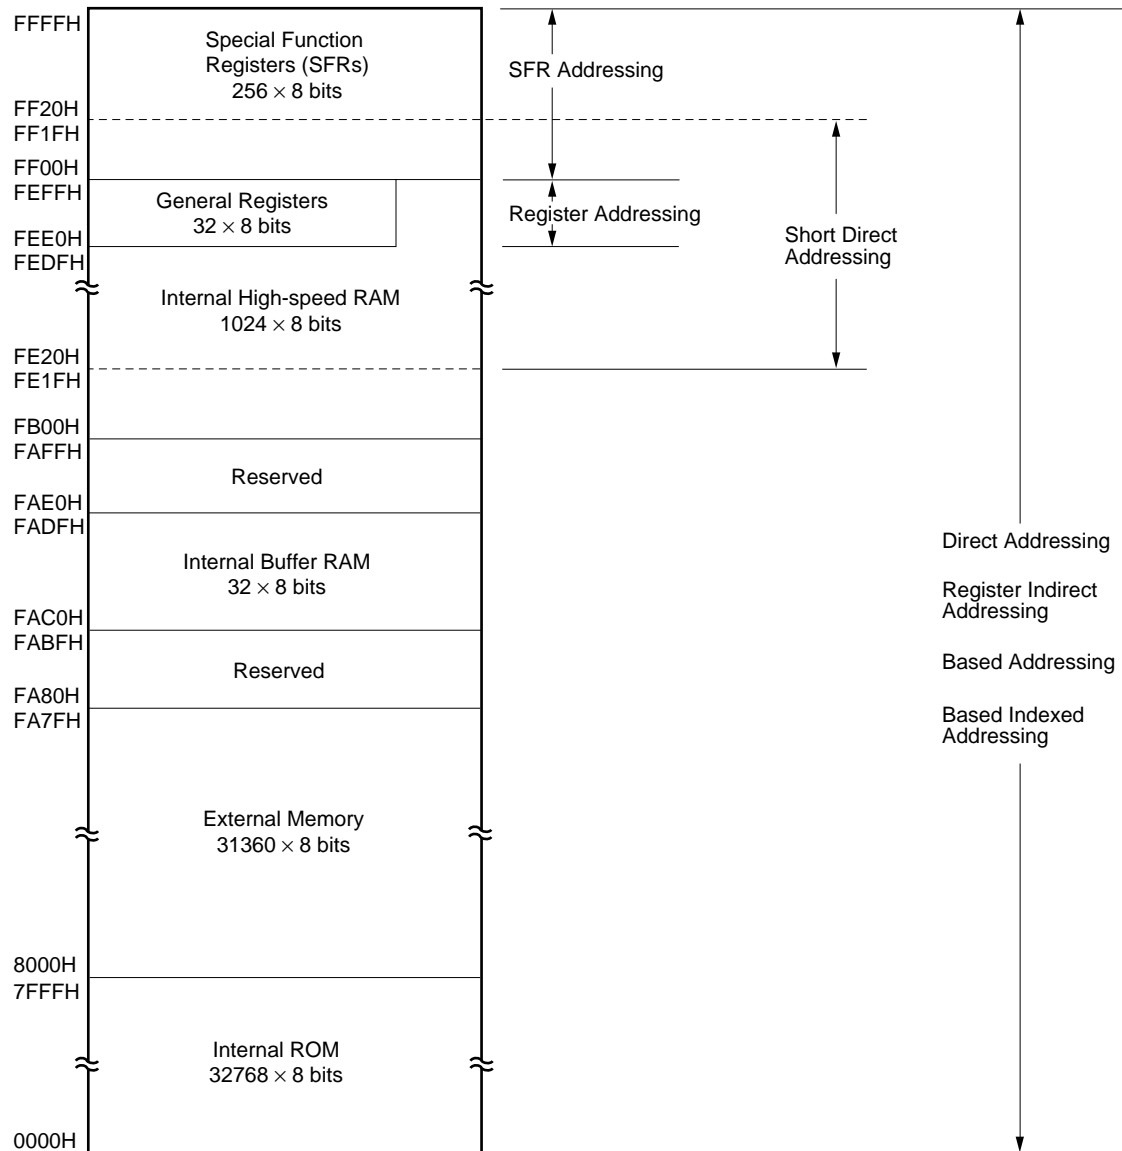 FFFFH
Special Function
Registers (SFRs)
256 × 8 bits
SFR Addressing
FF20H
FF1FH
FF00H
FEFFH
General Registers
32 × 8 bits
Register Addressing
FEE0H
FEDFH
Short Direct
Addressing
Internal High-speed RAM
1024 × 8 bits
FE20H
FE1FH
FB00H
FAFFH
Reserved
FAE0H
FADFH
Internal Buffer RAM
32 × 8 bits
Direct Addressing
Register Indirect
Addressing
FAC0H
FABFH
Reserved
Based Addressing
FA80H
FA7FH
Based Indexed
Addressing
External Memory
31360 × 8 bits
8000H
7FFFH
Internal ROM
32768 × 8 bits
0000H